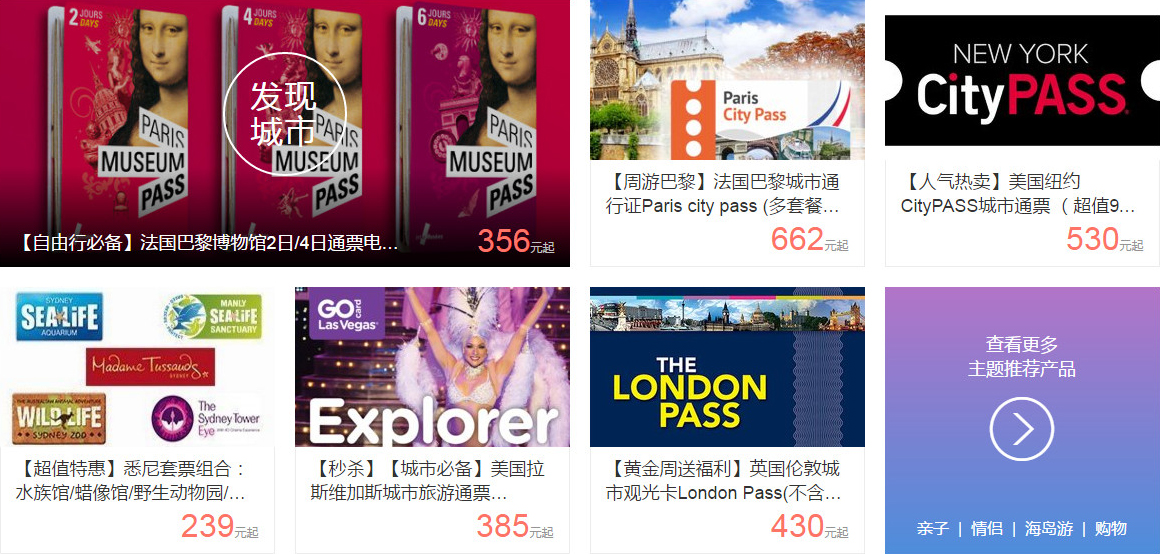 2 JOURS
DAYS
4 JOURS
DAYS
6 JOURS
DAYS
发现
城市
PARIS
MUSEUM
PASS
PARIS
MUSEUM
PASS
PARIS
MUSEUM
PASS
【自由行必备】法国巴黎博物馆2日/4日通票电...
356元起
Paris
City Pass
【周游巴黎】法国巴黎城市通
行证Paris city pass (多套餐...
662元起
NEW YORK
CityPASS
【人气热卖】美国纽约
CityPASS城市通票 （ 超值9...
530元起
SYDNEY
SEA LIFE
AQUARIUM
MANLY
SEA LIFE
SANCTUARY
Madame Tussauds
SYDNEY
WILD LIFE
SYDNEY ZOO
The
Sydney Tower
Eye
【超值特惠】悉尼套票组合：
水族馆/蜡像馆/野生动物园/...
239元起
GO card
Las Vegas
Explorer
【秒杀】【城市必备】美国拉
斯维加斯城市旅游通票...
385元起
THE
LONDON
PASS
【黄金周送福利】英国伦敦城
市观光卡London Pass(不含...
430元起
查看更多
主题推荐产品
亲子 | 情侣 | 海岛游 | 购物